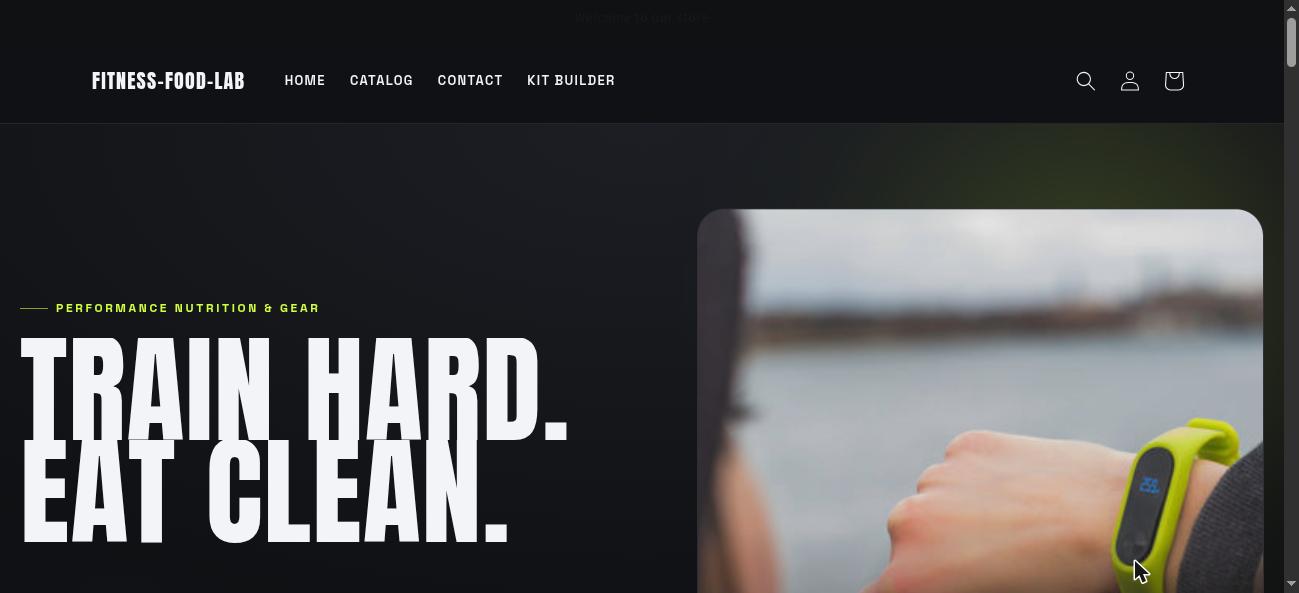 Welcome to our store
FITNESS-FOOD-LAB
HOME CATALOG CONTACT KIT BUILDER
PERFORMANCE NUTRITION & GEAR
TRAIN HARD.
EAT CLEAN.